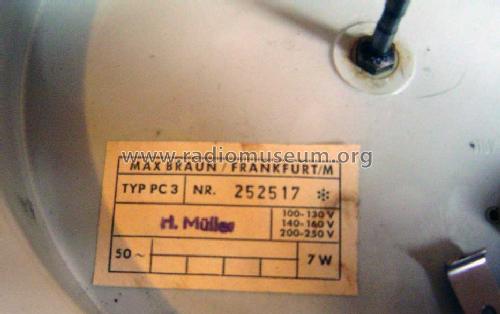 www.radiomuseum.org
MAX BRAUN / FRANKFURT/M
TYP PC 3 NR. 252517 ✻
H. Müller
100-130 V
140-160 V
200-250 V
50 ~ 7 W